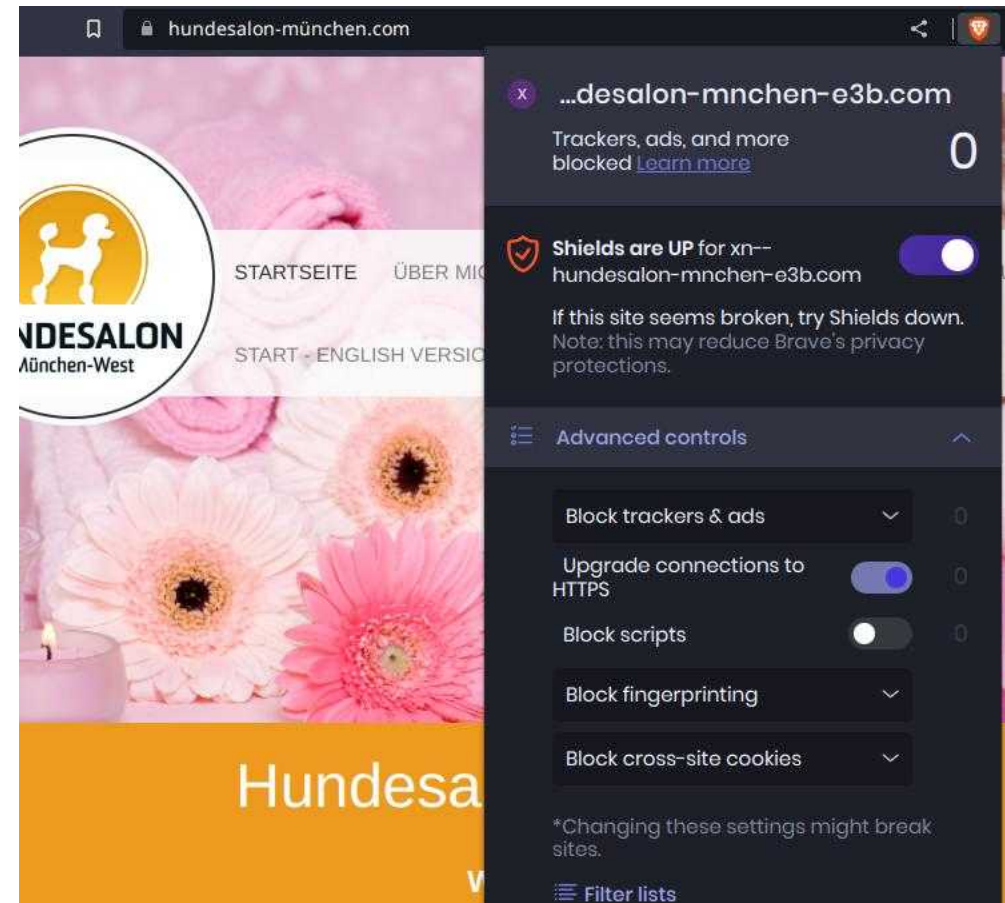 hundesalon-münchen.com
x
...desalon-mnchen-e3b.com
Trackers, ads, and more
blocked Learn more
0
Shields are UP for xn--
hundesalon-mnchen-e3b.com
If this site seems broken, try Shields down.
Note: this may reduce Brave's privacy
protections.
Advanced controls
Block trackers & ads
0
Upgrade connections to
HTTPS
0
Block scripts
0
Block fingerprinting
Block cross-site cookies
*Changing these settings might break
sites.
Filter lists
NDESALON
München-West
STARTSEITE ÜBER MIC
START - ENGLISH VERSIO
Hundesa
W